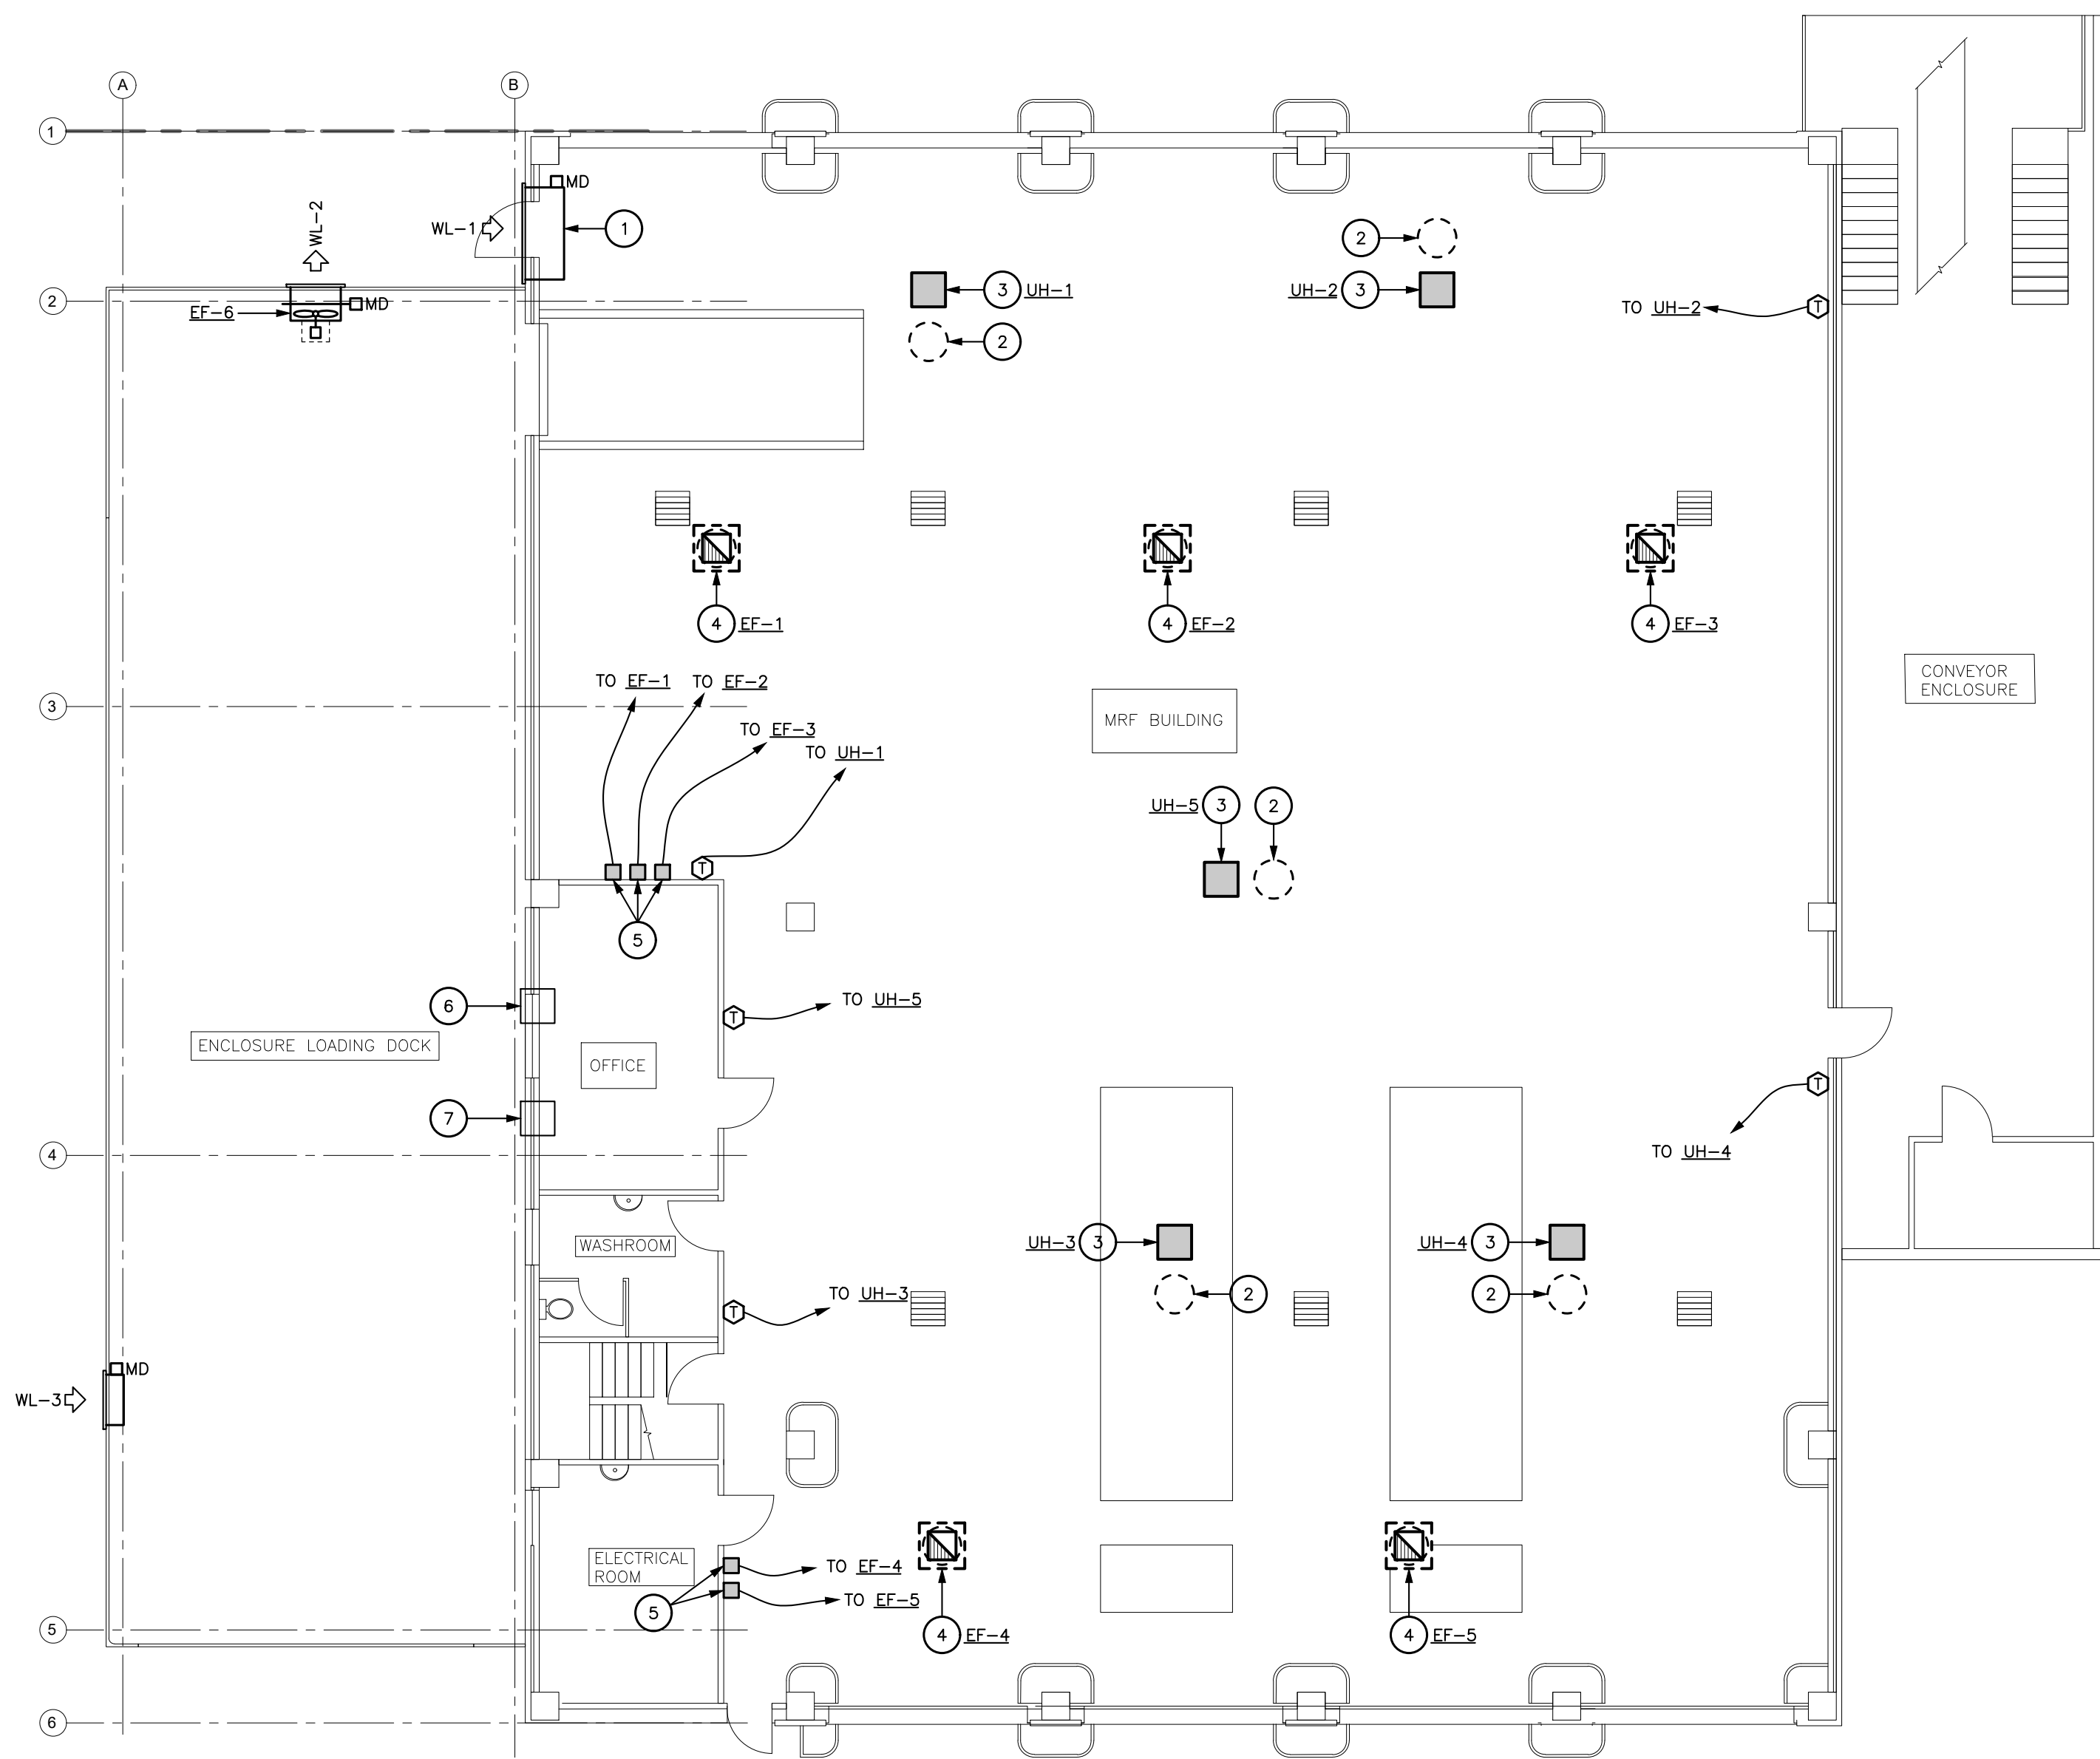 A
B
1
MD
WL-1
1
WL-2
2
2
MD
EF-6
3 UH-1
UH-2 3
TO UH-2
2
4 EF-1
4 EF-2
4 EF-3
CONVEYOR
ENCLOSURE
TO EF-1
TO EF-2
3
MRF BUILDING
TO EF-3
TO UH-1
UH-5 3
2
T
T
5
6
TO UH-5
T
ENCLOSURE LOADING DOCK
OFFICE
7
T
4
TO UH-4
UH-3 3
UH-4 3
WASHROOM
2
2
TO UH-3
T
MD
WL-3
ELECTRICAL
ROOM
TO EF-4
5
TO EF-5
5
4 EF-4
4 EF-5
6